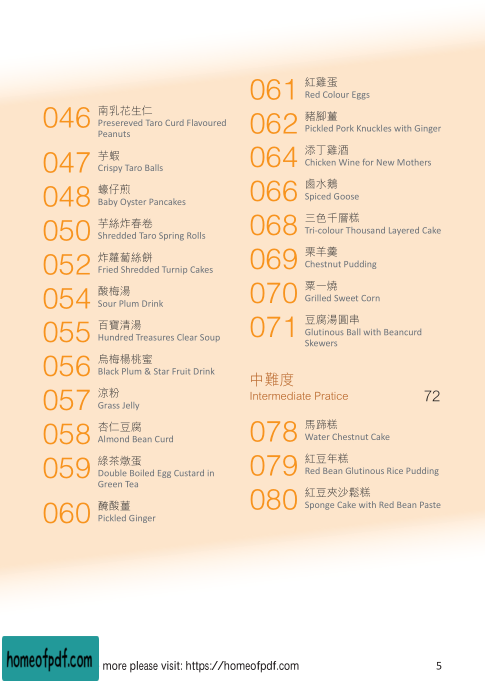 046
南乳花生仁
Presereved Taro Curd Flavoured
Peanuts
047
芋蝦
Crispy Taro Balls
048
蠔仔煎
Baby Oyster Pancakes
050
芋絲炸春卷
Shredded Taro Spring Rolls
052
炸蘿蔔絲餅
Fried Shredded Turnip Cakes
054
酸梅湯
Sour Plum Drink
055
百寶清湯
Hundred Treasures Clear Soup
056
烏梅楊桃蜜
Black Plum & Star Fruit Drink
057
涼粉
Grass Jelly
058
杏仁豆腐
Almond Bean Curd
059
綠茶燉蛋
Double Boiled Egg Custard in
Green Tea
060
醃酸薑
Pickled Ginger
061
紅雞蛋
Red Colour Eggs
062
豬腳薑
Pickled Pork Knuckles with Ginger
064
添丁雞酒
Chicken Wine for New Mothers
066
鹵水鵝
Spiced Goose
068
三色千層糕
Tri-colour Thousand Layered Cake
069
栗羊羹
Chestnut Pudding
070
粟一燒
Grilled Sweet Corn
071
豆腐湯圓串
Glutinous Ball with Beancurd
Skewers
中難度
Intermediate Pratice 72
078
馬蹄糕
Water Chestnut Cake
079
紅豆年糕
Red Bean Glutinous Rice Pudding
080
紅豆夾沙鬆糕
Sponge Cake with Red Bean Paste
homeofpdf.com more please visit: https://homeofpdf.com 5